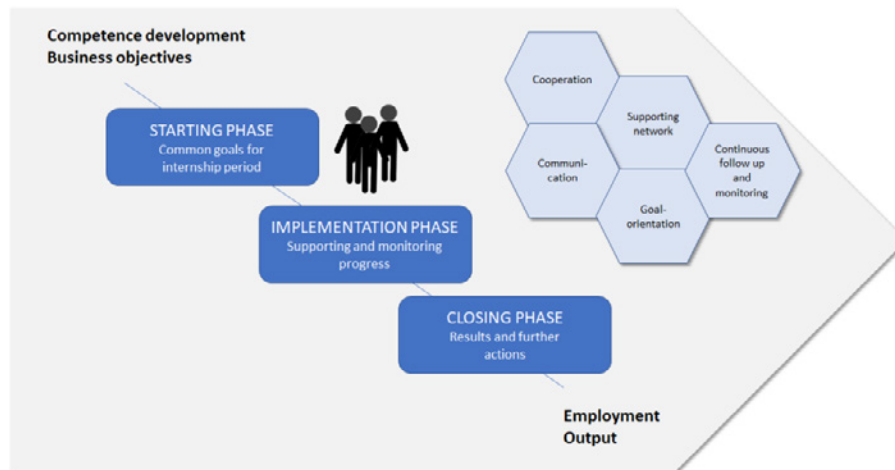 Competence development
Business objectives
STARTING PHASE
Common goals for
internship period
IMPLEMENTATION PHASE
Supporting and monitoring
progress
CLOSING PHASE
Results and further
actions
Employment
Output
Cooperation
Supporting
network
Communi-
cation
Continuous
follow up
and
monitoring
Goal-
orientation